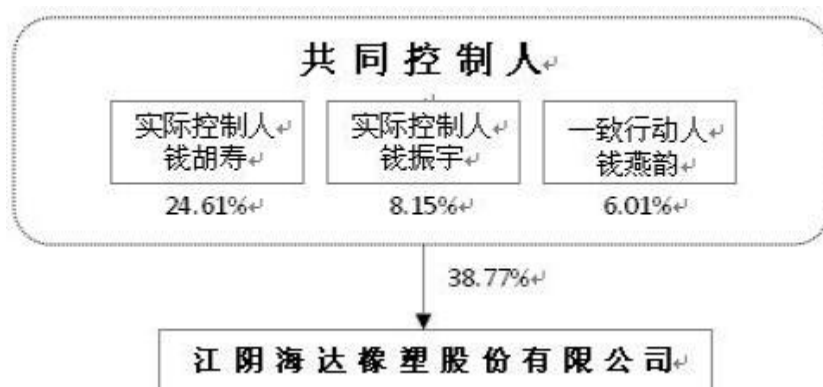 共同控制人
实际控制人
钱胡寿
实际控制人
钱振宇
一致行动人
钱燕韵
24.61%
8.15%
6.01%
38.77%
江阴海达橡塑股份有限公司